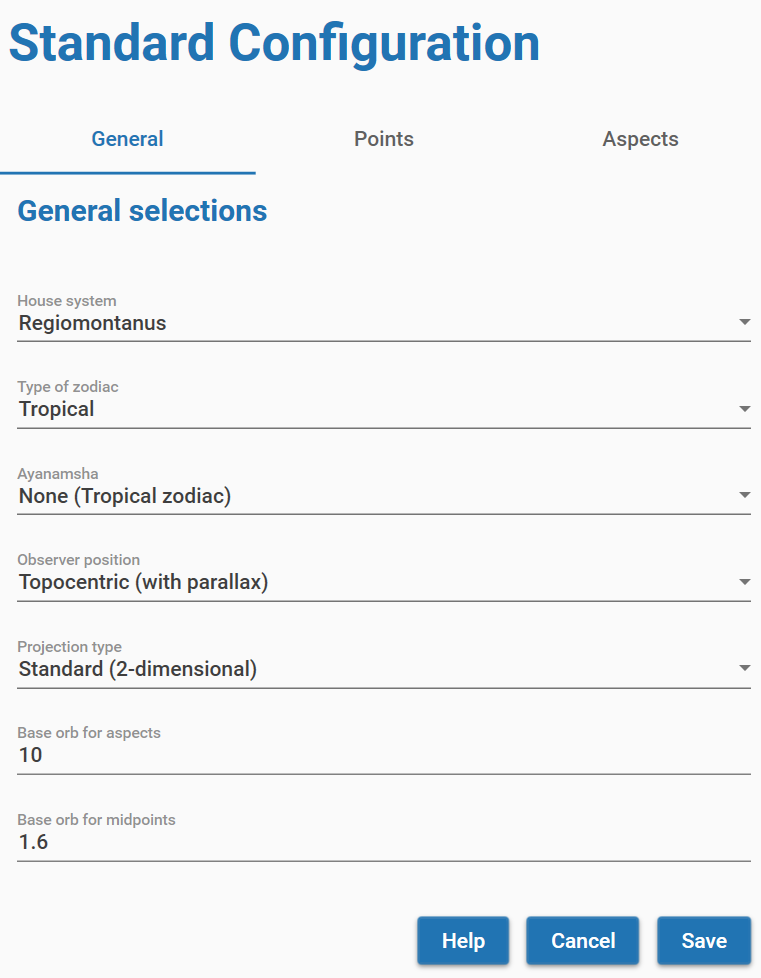 Standard Configuration
General Points Aspects
General selections
House system
Regiomontanus
Type of zodiac
Tropical
Ayanamsha
None (Tropical zodiac)
Observer position
Topocentric (with parallax)
Projection type
Standard (2-dimensional)
Base orb for aspects
10
Base orb for midpoints
1.6
Help Cancel Save